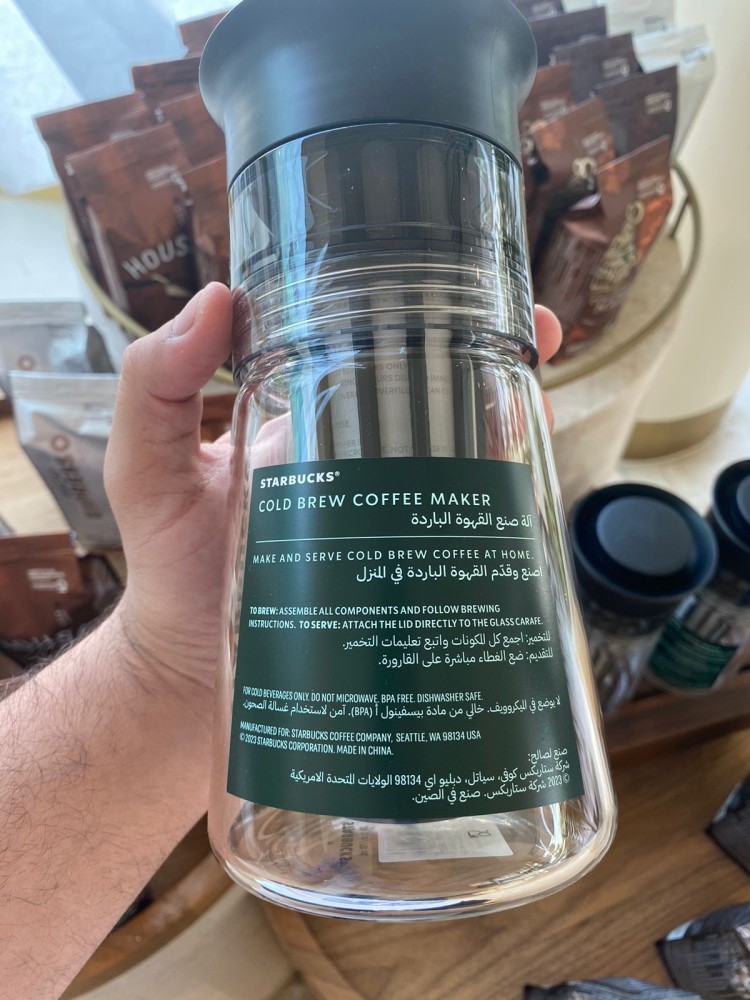 HOUS
STARBUCKS®
COLD BREW COFFEE MAKER
آلة صنع القهوة الباردة
MAKE AND SERVE COLD BREW COFFEE AT HOME.
اصنع وقدّم القهوة الباردة في المنزل
TO BREW: ASSEMBLE ALL COMPONENTS AND FOLLOW BREWING
INSTRUCTIONS. TO SERVE: ATTACH THE LID DIRECTLY TO THE GLASS CARAFE.
للتخمير: اجمع كل المكونات واتبع تعليمات التخمير.
للتقديم: ضع الغطاء مباشرة على القارورة.
FOR COLD BEVERAGES ONLY. DO NOT MICROWAVE. BPA FREE. DISHWASHER SAFE.
لا يوضع في الميكروويف. خالي من مادة بيسفينول أ (BPA). آمن لاستخدام غسالة الصحون.
MANUFACTURED FOR: STARBUCKS COFFEE COMPANY, SEATTLE, WA 98134 USA
© 2023 STARBUCKS CORPORATION. MADE IN CHINA.
صنع لصالح:
شركة ستاربكس كوفي، سياتل، دبليو اي 98134 الولايات المتحدة الامريكية
© 2023 شركة ستاربكس. صنع في الصين.